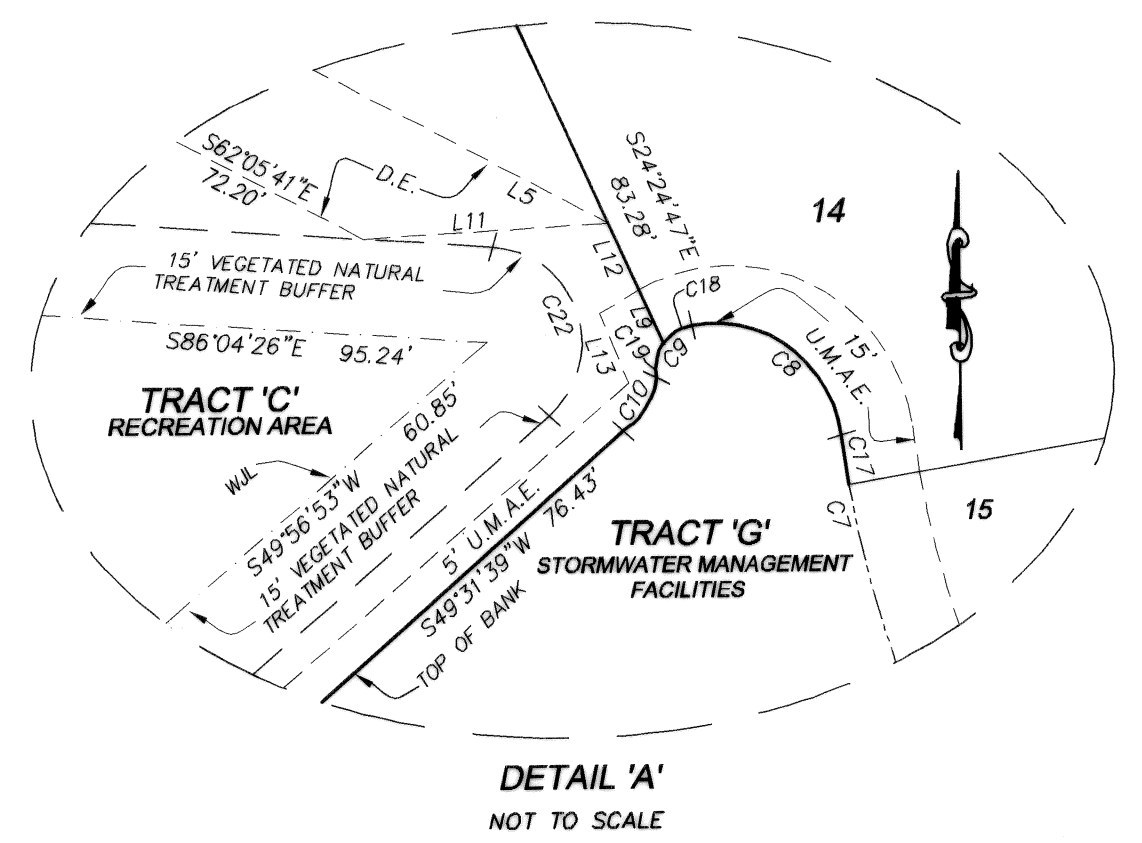 S24°24'47"E
83.28'
S62°05'41"E
72.20'
D.E.
L5
L11
14
L12
15' VEGETATED NATURAL
TREATMENT BUFFER
C22
L9
C18
C19
C9
L13
15'
U.M.A.E.
C8
S86°04'26"E 95.24'
TRACT 'C'
RECREATION AREA
60.85'
S49°56'53"W
WJL
C10
15' VEGETATED NATURAL
TREATMENT BUFFER
5' U.M.A.E.
76.43'
S49°31'39"W
TOP OF BANK
C17
C7
15
TRACT 'G'
STORMWATER MANAGEMENT
FACILITIES
DETAIL 'A'
NOT TO SCALE